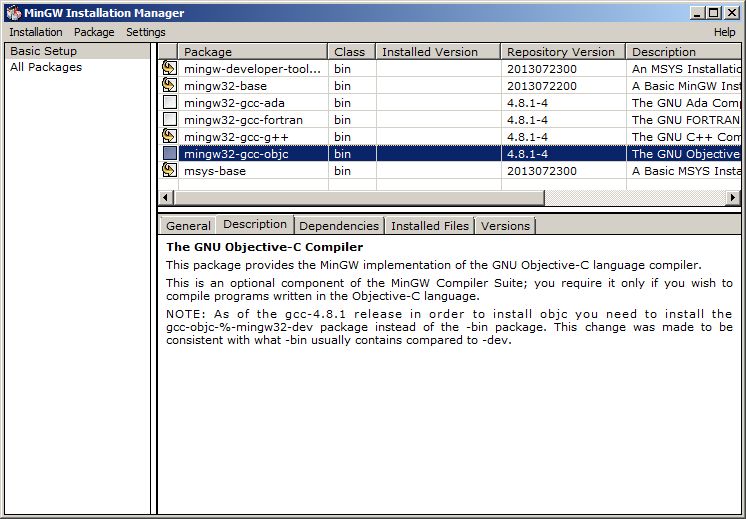 MinGW Installation Manager
Installation Package Settings Help
Basic Setup
All Packages
Package Class Installed Version Repository Version Description
mingw-developer-tool... bin 2013072300 An MSYS Installatio
mingw32-base bin 2013072200 A Basic MinGW Inst
mingw32-gcc-ada bin 4.8.1-4 The GNU Ada Comp
mingw32-gcc-fortran bin 4.8.1-4 The GNU FORTRAN
mingw32-gcc-g++ bin 4.8.1-4 The GNU C++ Com
mingw32-gcc-objc bin 4.8.1-4 The GNU Objective
msys-base bin 2013072300 A Basic MSYS Insta
General Description Dependencies Installed Files Versions
The GNU Objective-C Compiler
This package provides the MinGW implementation of the GNU Objective-C language compiler.
This is an optional component of the MinGW Compiler Suite; you require it only if you wish to
compile programs written in the Objective-C language.
NOTE: As of the gcc-4.8.1 release in order to install objc you need to install the
gcc-objc-%-mingw32-dev package instead of the -bin package. This change was made to be
consistent with what -bin usually contains compared to -dev.